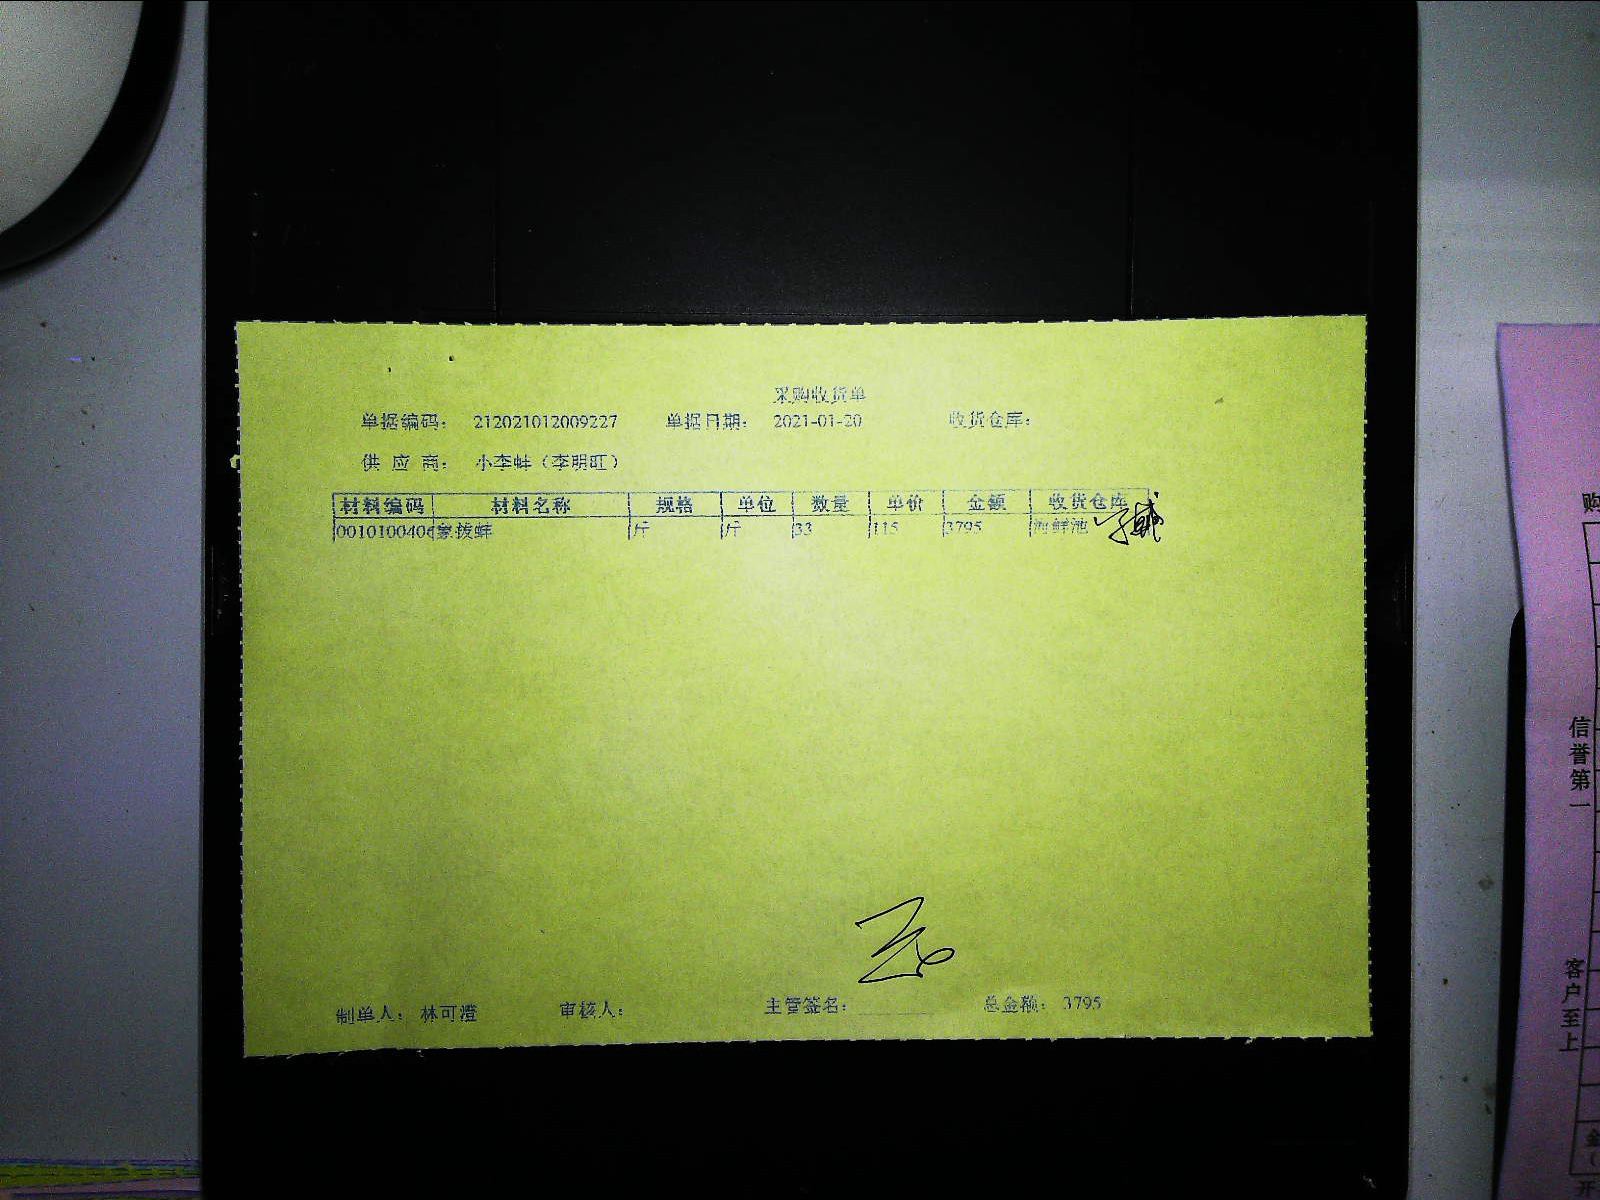 采购收货单
单据编码： 212021012009227 单据日期： 2021-01-20 收货仓库：
供 应 商： 小李蚌（李明旺）
材料编码 材料名称 规格 单位 数量 单价 金额 收货仓库
001010040 象拔蚌 斤 斤 33 115 3795 海鲜池
制单人： 林可澄 审核人： 主管签名： 总金额： 3795
购
信誉第一
客户至上